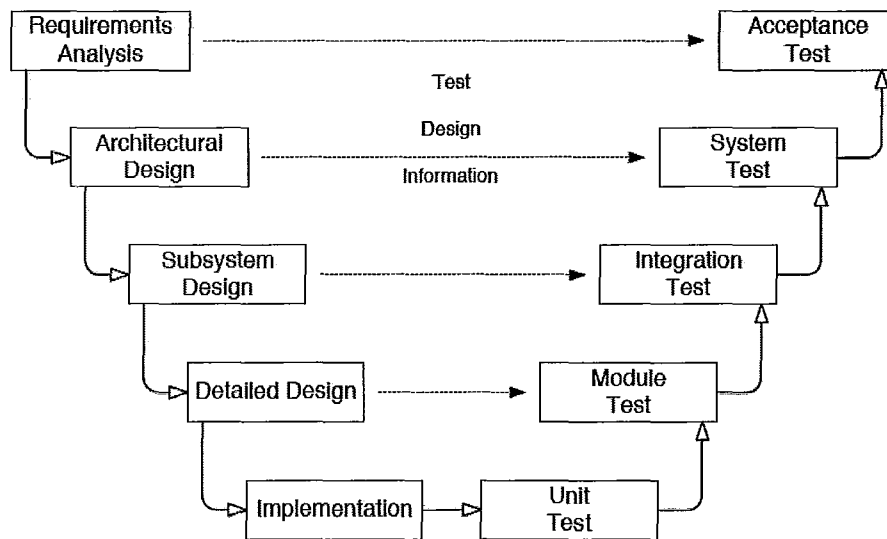 Requirements
Analysis
Acceptance
Test
Test
Design
Information
Architectural
Design
System
Test
Subsystem
Design
Integration
Test
Detailed Design
Module
Test
Implementation
Unit
Test